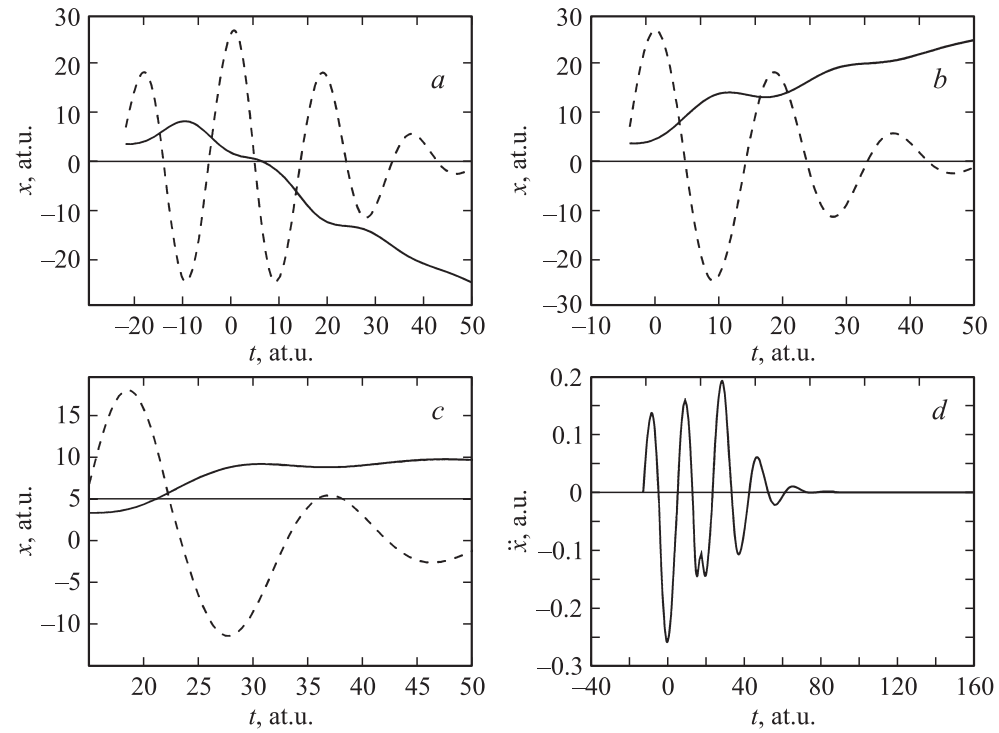 30
20
10
0
–10
–20
x, at.u.
a
–20 –10 0 10 20 30 40 50
t, at.u.
30
20
10
0
–10
–20
–30
x, at.u.
b
–10 0 10 20 30 40 50
t, at.u.
15
10
5
0
–5
–10
x, at.u.
c
20 25 30 35 40 45 50
t, at.u.
0.2
0.1
0
–0.1
–0.2
–0.3
ẍ, a.u.
d
–40 0 40 80 120 160
t, at.u.